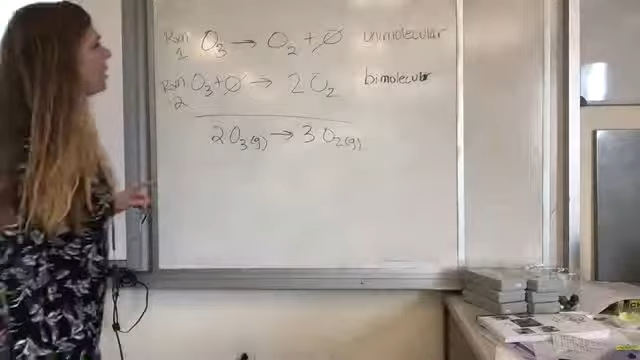 Rxn 1 O₃ → O₂ + O unimolecular
Rxn 2 O₃ + O → 2 O₂ bimolecular
2 O₃(g) → 3 O₂(g)